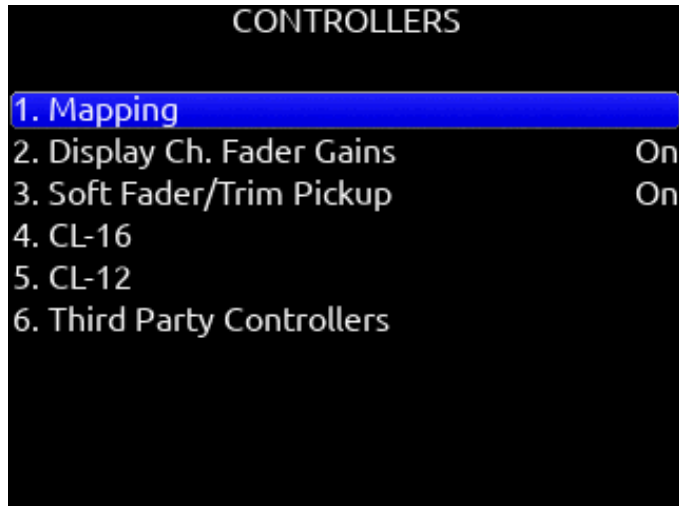 CONTROLLERS
1. Mapping
2. Display Ch. Fader Gains On
3. Soft Fader/Trim Pickup On
4. CL-16
5. CL-12
6. Third Party Controllers